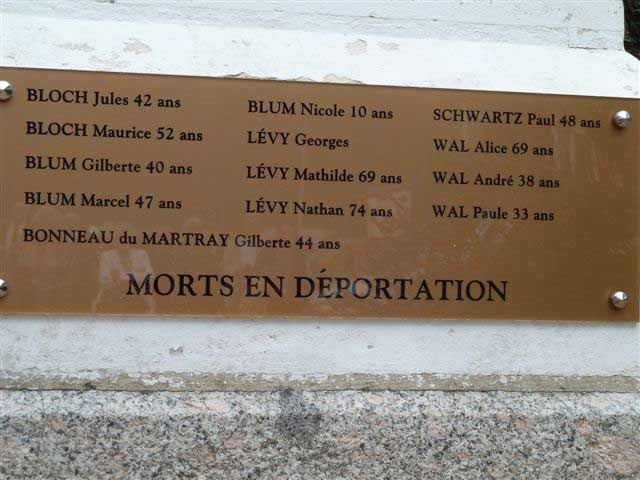 BLOCH Jules 42 ans
BLOCH Maurice 52 ans
BLUM Gilberte 40 ans
BLUM Marcel 47 ans
BONNEAU du MARTRAY Gilberte 44 ans
BLUM Nicole 10 ans
LÉVY Georges
LÉVY Mathilde 69 ans
LÉVY Nathan 74 ans
SCHWARTZ Paul 48 ans
WAL Alice 69 ans
WAL André 38 ans
WAL Paule 33 ans
MORTS EN DÉPORTATION